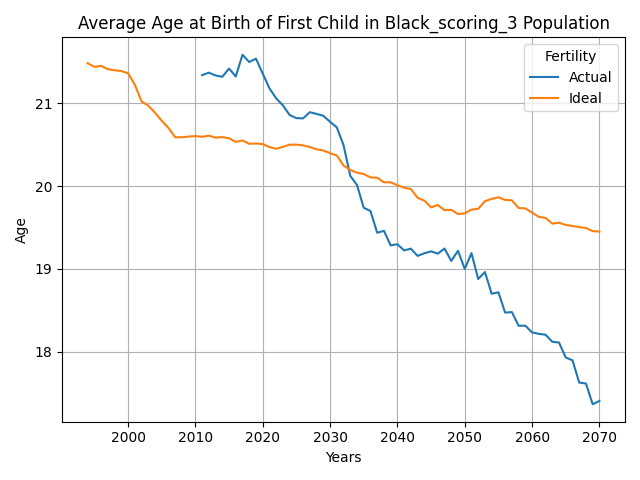 Average Age at Birth of First Child in Black_scoring_3 Population
Fertility
Actual
Ideal
21
20
19
18
Age
2000 2010 2020 2030 2040 2050 2060 2070
Years